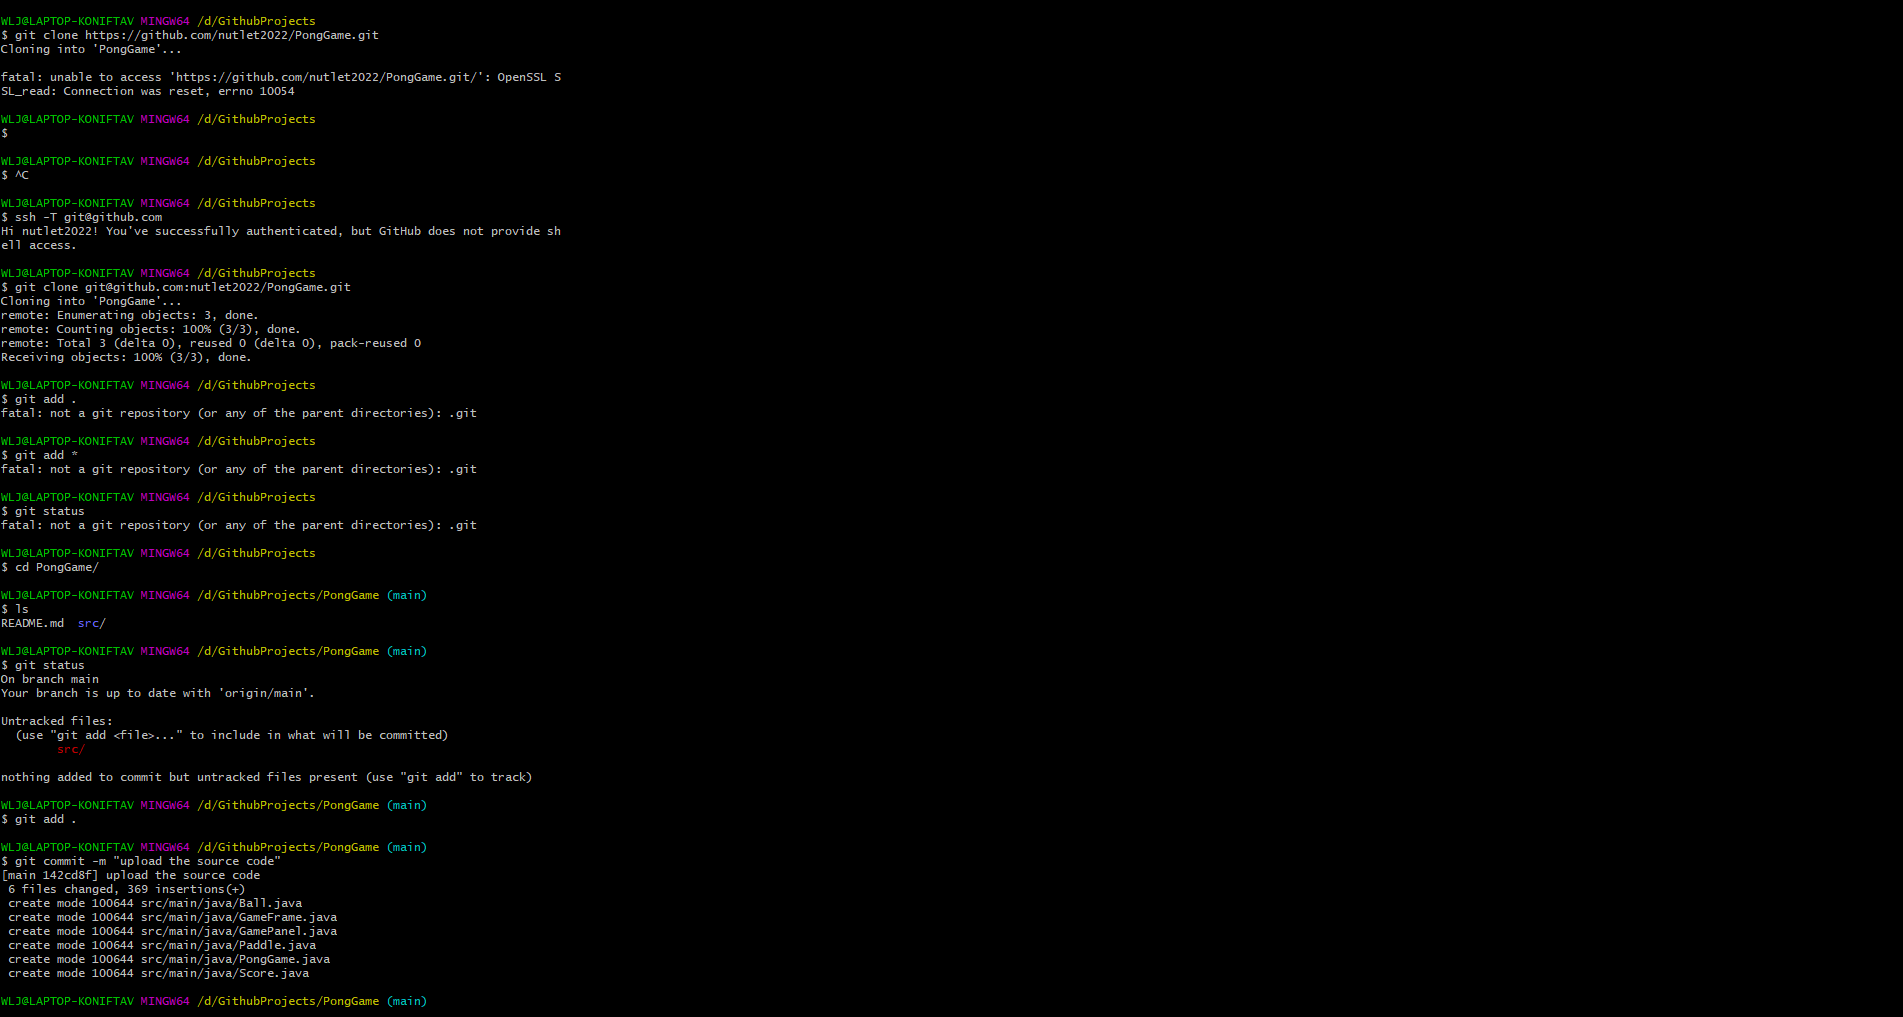 WLJ@LAPTOP-KONIFTAV MINGW64 /d/GithubProjects
$ git clone https://github.com/nutlet2022/PongGame.git
Cloning into 'PongGame'...
fatal: unable to access 'https://github.com/nutlet2022/PongGame.git/': OpenSSL S
SL_read: Connection was reset, errno 10054
WLJ@LAPTOP-KONIFTAV MINGW64 /d/GithubProjects
$
WLJ@LAPTOP-KONIFTAV MINGW64 /d/GithubProjects
$ ^C
WLJ@LAPTOP-KONIFTAV MINGW64 /d/GithubProjects
$ ssh -T git@github.com
Hi nutlet2022! You've successfully authenticated, but GitHub does not provide sh
ell access.
WLJ@LAPTOP-KONIFTAV MINGW64 /d/GithubProjects
$ git clone git@github.com:nutlet2022/PongGame.git
Cloning into 'PongGame'...
remote: Enumerating objects: 3, done.
remote: Counting objects: 100% (3/3), done.
remote: Total 3 (delta 0), reused 0 (delta 0), pack-reused 0
Receiving objects: 100% (3/3), done.
WLJ@LAPTOP-KONIFTAV MINGW64 /d/GithubProjects
$ git add .
fatal: not a git repository (or any of the parent directories): .git
WLJ@LAPTOP-KONIFTAV MINGW64 /d/GithubProjects
$ git add *
fatal: not a git repository (or any of the parent directories): .git
WLJ@LAPTOP-KONIFTAV MINGW64 /d/GithubProjects
$ git status
fatal: not a git repository (or any of the parent directories): .git
WLJ@LAPTOP-KONIFTAV MINGW64 /d/GithubProjects
$ cd PongGame/
WLJ@LAPTOP-KONIFTAV MINGW64 /d/GithubProjects/PongGame (main)
$ ls
README.md  src/
WLJ@LAPTOP-KONIFTAV MINGW64 /d/GithubProjects/PongGame (main)
$ git status
On branch main
Your branch is up to date with 'origin/main'.
Untracked files:
  (use "git add <file>..." to include in what will be committed)
        src/
nothing added to commit but untracked files present (use "git add" to track)
WLJ@LAPTOP-KONIFTAV MINGW64 /d/GithubProjects/PongGame (main)
$ git add .
WLJ@LAPTOP-KONIFTAV MINGW64 /d/GithubProjects/PongGame (main)
$ git commit -m "upload the source code"
[main 142cd8f] upload the source code
 6 files changed, 369 insertions(+)
 create mode 100644 src/main/java/Ball.java
 create mode 100644 src/main/java/GameFrame.java
 create mode 100644 src/main/java/GamePanel.java
 create mode 100644 src/main/java/Paddle.java
 create mode 100644 src/main/java/PongGame.java
 create mode 100644 src/main/java/Score.java
WLJ@LAPTOP-KONIFTAV MINGW64 /d/GithubProjects/PongGame (main)